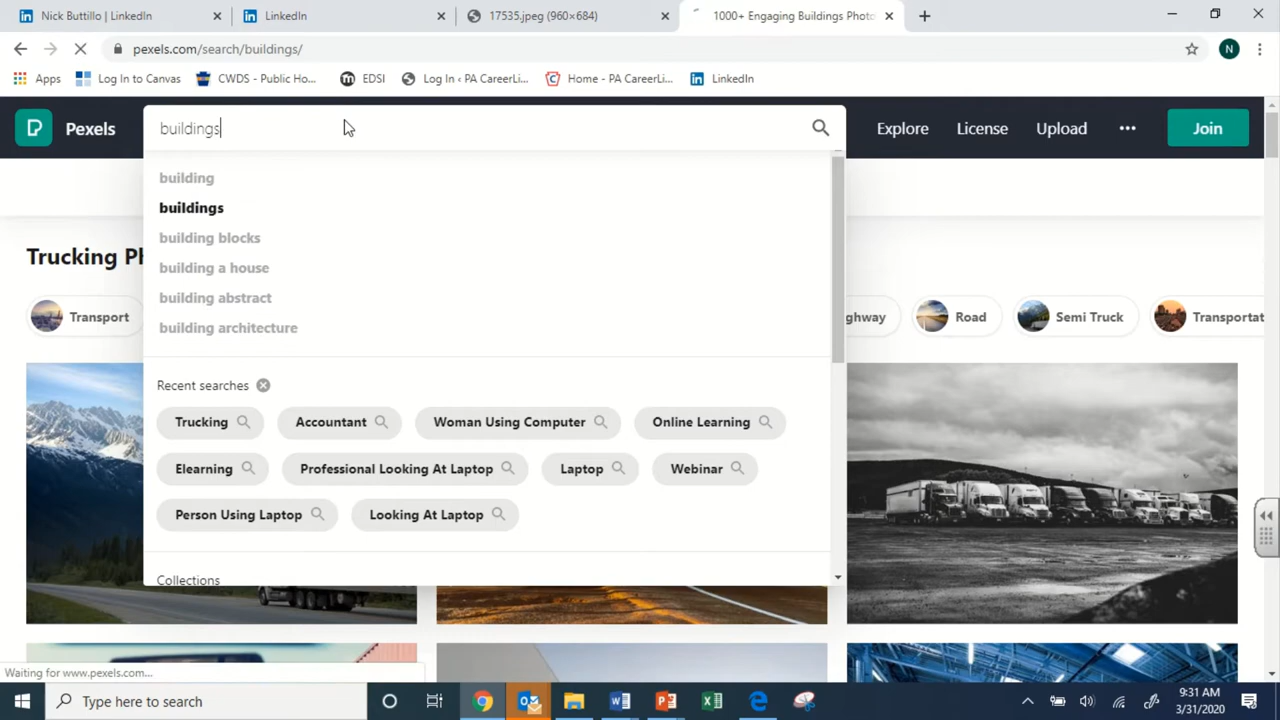 Nick Buttillo | LinkedIn
LinkedIn
17535.jpeg (960×684)
1000+ Engaging Buildings Photo
pexels.com/search/buildings/
N
Apps
Log In to Canvas
CWDS - Public Ho...
EDSI
Log In ‹ PA CareerLi...
Home - PA CareerLi...
LinkedIn
Pexels
buildings
Explore
License
Upload
Join
building
buildings
building blocks
building a house
building abstract
building architecture
Trucking Ph
Transport
ghway
Road
Semi Truck
Transportat
Recent searches
Trucking
Accountant
Woman Using Computer
Online Learning
Elearning
Professional Looking At Laptop
Laptop
Webinar
Person Using Laptop
Looking At Laptop
Collections
Waiting for www.pexels.com...
Type here to search
9:31 AM
3/31/2020